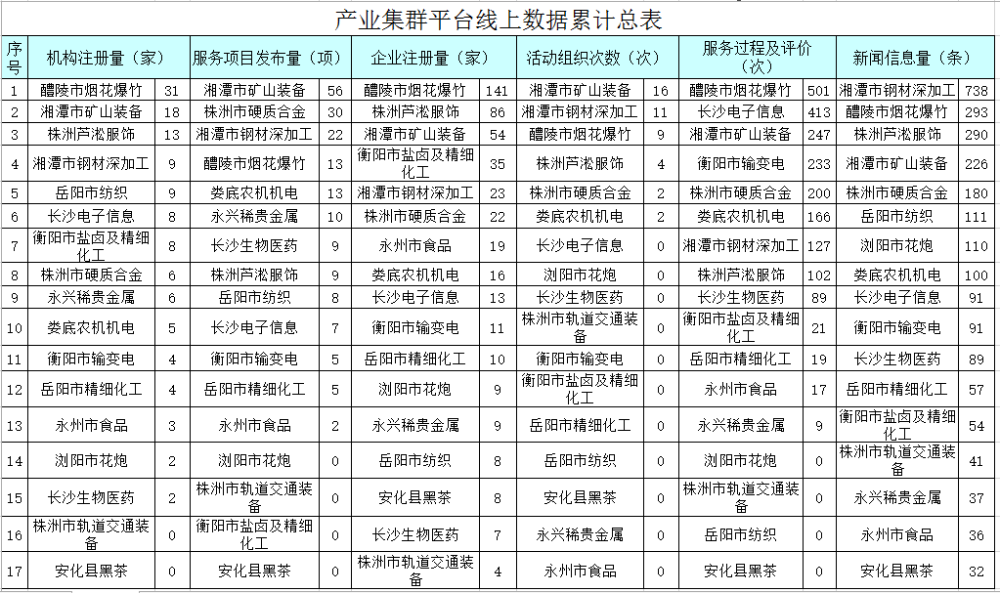 产业集群平台线上数据累计总表
序号 机构注册量（家） 服务项目发布量（项） 企业注册量（家） 活动组织次数（次） 服务过程及评价（次） 新闻信息量（条）
1 醴陵市烟花爆竹 31 湘潭市矿山装备 56 醴陵市烟花爆竹 141 湘潭市矿山装备 16 醴陵市烟花爆竹 501 湘潭市钢材深加工 738
2 湘潭市矿山装备 18 株洲市硬质合金 30 株洲芦淞服饰 86 湘潭市钢材深加工 11 长沙电子信息 413 醴陵市烟花爆竹 293
3 株洲芦淞服饰 13 湘潭市钢材深加工 22 湘潭市矿山装备 54 醴陵市烟花爆竹 9 湘潭市矿山装备 247 株洲芦淞服饰 290
4 湘潭市钢材深加工 9 醴陵市烟花爆竹 13 衡阳市盐卤及精细化工 35 株洲芦淞服饰 4 衡阳市输变电 233 湘潭市矿山装备 226
5 岳阳市纺织 9 娄底农机机电 13 湘潭市钢材深加工 23 株洲市硬质合金 2 株洲市硬质合金 200 株洲市硬质合金 180
6 长沙电子信息 8 永兴稀贵金属 10 株洲市硬质合金 22 娄底农机机电 2 娄底农机机电 166 岳阳市纺织 111
7 衡阳市盐卤及精细化工 8 长沙生物医药 9 永州市食品 19 长沙电子信息 0 湘潭市钢材深加工 127 浏阳市花炮 110
8 株洲市硬质合金 6 株洲芦淞服饰 9 娄底农机机电 16 浏阳市花炮 0 株洲芦淞服饰 102 娄底农机机电 100
9 永兴稀贵金属 6 岳阳市纺织 8 长沙电子信息 13 长沙生物医药 0 长沙生物医药 89 长沙电子信息 91
10 娄底农机机电 5 长沙电子信息 7 衡阳市输变电 11 株洲市轨道交通装备 0 衡阳市盐卤及精细化工 21 衡阳市输变电 91
11 衡阳市输变电 4 衡阳市输变电 5 岳阳市精细化工 10 衡阳市输变电 0 岳阳市精细化工 19 长沙生物医药 89
12 岳阳市精细化工 4 岳阳市精细化工 5 浏阳市花炮 9 衡阳市盐卤及精细化工 0 永州市食品 17 岳阳市精细化工 57
13 永州市食品 3 永州市食品 2 永兴稀贵金属 9 岳阳市精细化工 0 永兴稀贵金属 9 衡阳市盐卤及精细化工 54
14 浏阳市花炮 2 浏阳市花炮 0 岳阳市纺织 8 岳阳市纺织 0 浏阳市花炮 0 株洲市轨道交通装备 41
15 长沙生物医药 2 株洲市轨道交通装备 0 安化县黑茶 8 安化县黑茶 0 株洲市轨道交通装备 0 永兴稀贵金属 37
16 株洲市轨道交通装备 0 衡阳市盐卤及精细化工 0 长沙生物医药 7 永兴稀贵金属 0 岳阳市纺织 0 永州市食品 36
17 安化县黑茶 0 安化县黑茶 0 株洲市轨道交通装备 4 永州市食品 0 安化县黑茶 0 安化县黑茶 32